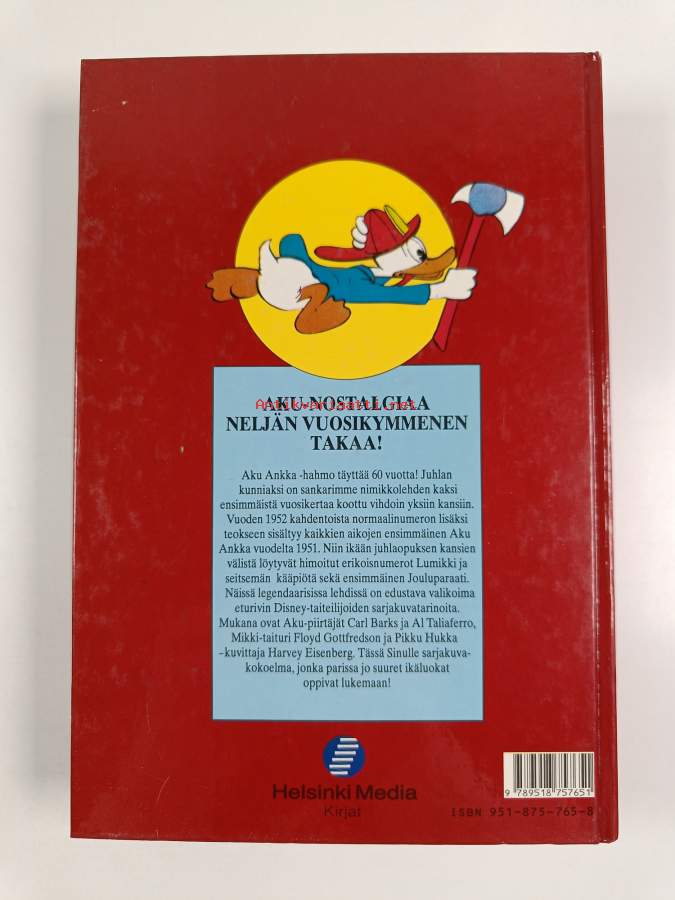 AKU-NOSTALGIAA
Antikvariaatti.net
NELJÄN VUOSIKYMMENEN
TAKAA!
Aku Ankka -hahmo täyttää 60 vuotta! Juhlan
kunniaksi on sankarimme nimikkolehden kaksi
ensimmäistä vuosikertaa koottu vihdoin yksiin kansiin.
Vuoden 1952 kahdentoista normaalinumeron lisäksi
teokseen sisältyy kaikkien aikojen ensimmäinen Aku
Ankka vuodelta 1951. Niin ikään juhlaopuksen kansien
välistä löytyvät himoitut erikoisnumerot Lumikki ja
seitsemän kääpiötä sekä ensimmäinen Jouluparaati.
Näissä legendaarisissa lehdissä on edustava valikoima
eturivin Disney-taiteilijoiden sarjakuvatarinoita.
Mukana ovat Aku-piirtäjät Carl Barks ja Al Taliaferro,
Mikki-taituri Floyd Gottfredson ja Pikku Hukka
-kuvittaja Harvey Eisenberg. Tässä Sinulle sarjakuva-
kokoelma, jonka parissa jo suuret ikäluokat
oppivat lukemaan!
Helsinki Media
Kirjat
9 789518 757651
ISBN 951-875-765-8